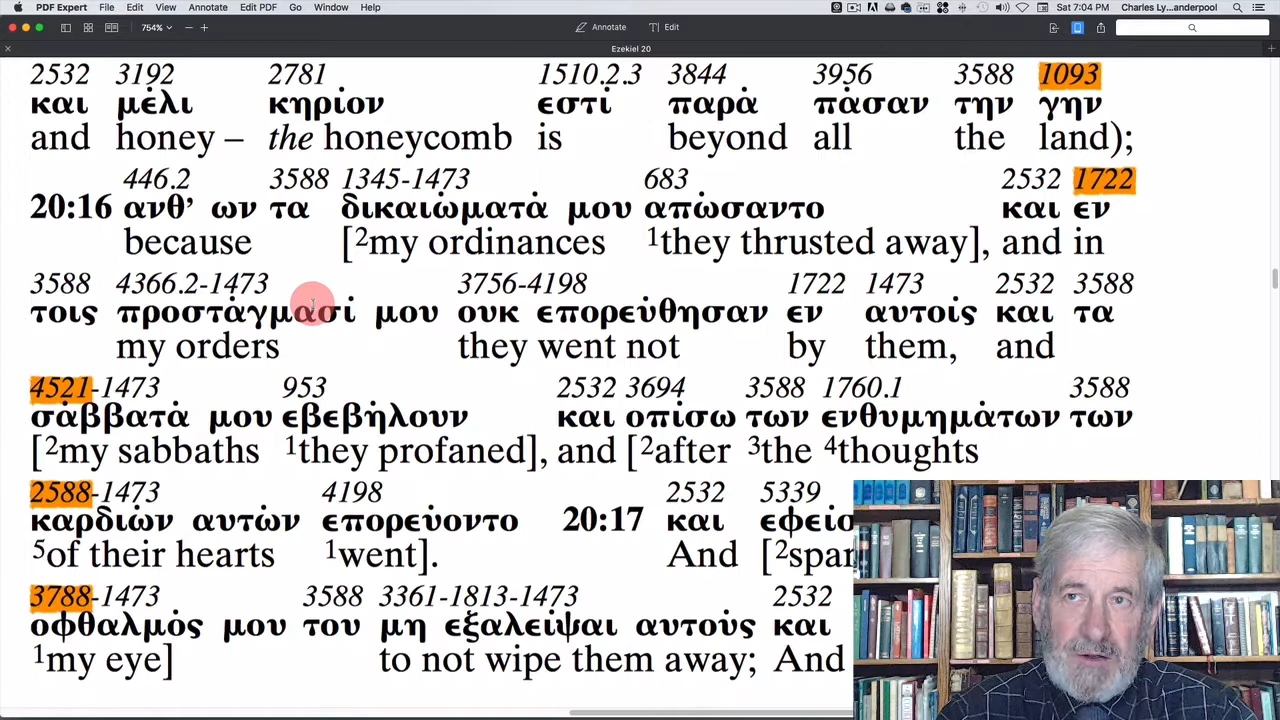 PDF Expert File Edit View Annotate Edit PDF Go Window Help Charles Ly...anderpool Sat 7:04 PM
754% Annotate Edit
Ezekiel 20
2532 3192 2781 1510.2.3 3844 3956 3588 1093
και μέλι κηρίον εστί παρά πάσαν την γην
and honey – the honeycomb is beyond all the land);
446.2 3588 1345-1473 683 2532 1722
20:16 ανθ’ ων τα δικαιώματά μου απώσαντο και εν
because [2my ordinances 1they thrusted away], and in
3588 4366.2-1473 3756-4198 1722 1473 2532 3588
τοις προστάγμασί μου ουκ επορεύθησαν εν αυτοίς και τα
my orders they went not by them, and
4521-1473 953 2532 3694 3588 1760.1 3588
σάββατά μου εβεβήλουν και οπίσω των ενθυμημάτων των
[2my sabbaths 1they profaned], and [2after 3the 4thoughts
2588-1473 4198 2532 5339
καρδιών αυτών επορεύοντο 20:17 και εφείσ
5of their hearts 1went]. And [2spar
3788-1473 3588 3361-1813-1473 2532
οφθαλμός μου του μη εξαλείψαι αυτούς και
1my eye] to not wipe them away; And